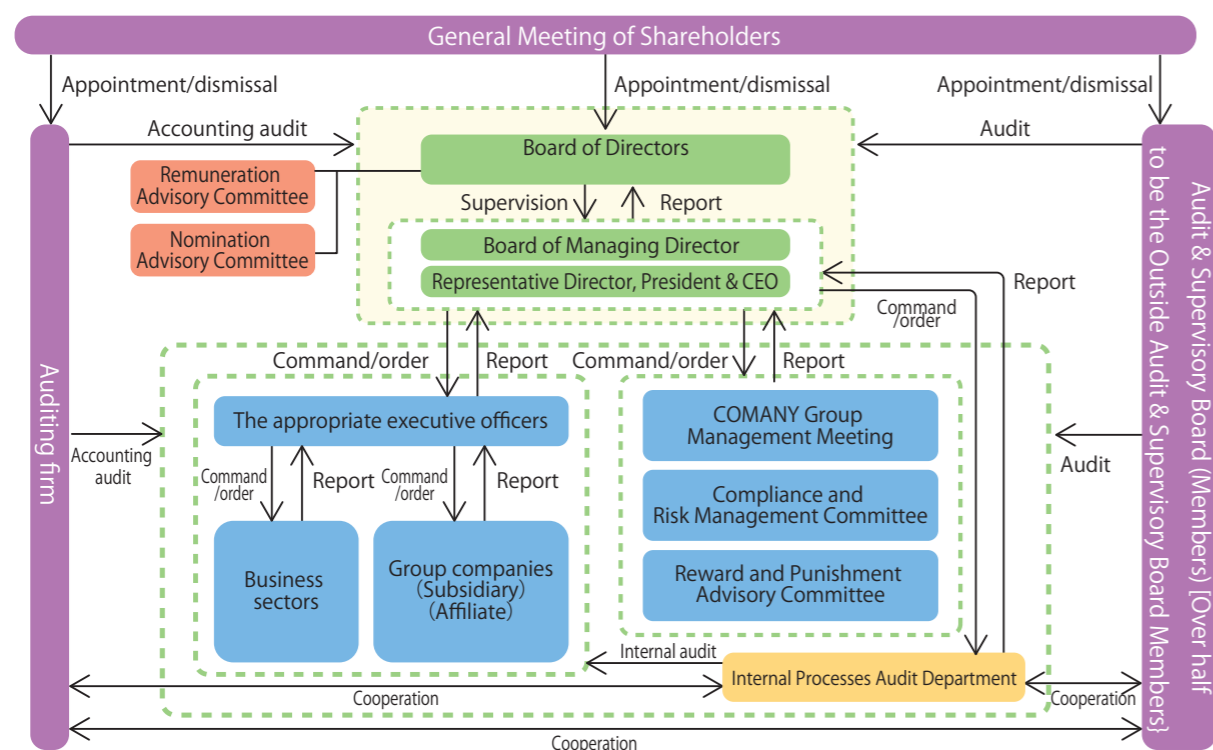 General Meeting of Shareholders
Appointment/dismissal
Appointment/dismissal
Appointment/dismissal
Accounting audit
Audit
Board of Directors
Remuneration
Advisory Committee
Nomination
Advisory Committee
Supervision
Report
Board of Managing Director
Representative Director, President & CEO
Report
Command
/order
Command/order
Report
Command/order
Report
The appropriate executive officers
COMANY Group
Management Meeting
Accounting
audit
Audit
Command
/order
Report
Command
/order
Report
Compliance and
Risk Management Committee
Business
sectors
Group companies
(Subsidiary)
(Affiliate)
Reward and Punishment
Advisory Committee
Internal audit
Internal Processes Audit Department
Cooperation
Cooperation
Cooperation
Auditing firm
Audit & Supervisory Board (Members) [Over half
to be the Outside Audit & Supervisory Board Members}